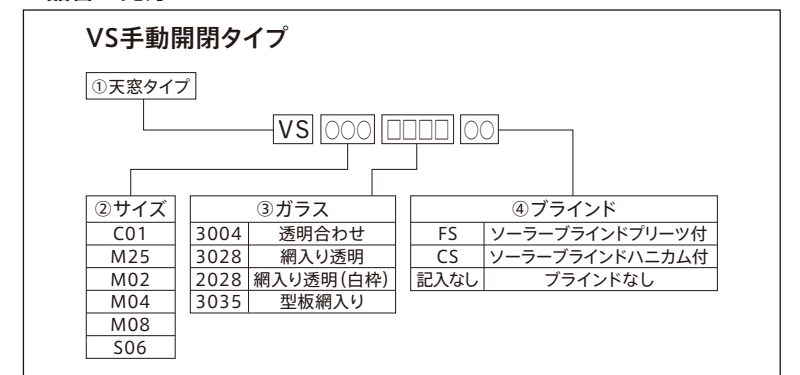 VS手動開閉タイプ
①天窓タイプ
VS ○○○ □□□□ ○○
②サイズ
C01
M25
M02
M04
M08
S06
③ガラス
3004 透明合わせ
3028 網入り透明
2028 網入り透明(白枠)
3035 型板網入り
④ブラインド
FS ソーラーブラインドプリーツ付
CS ソーラーブラインドハニカム付
記入なし ブラインドなし